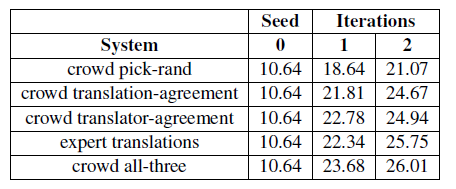 Seed Iterations
System 0 1 2
crowd pick-rand 10.64 18.64 21.07
crowd translation-agreement 10.64 21.81 24.67
crowd translator-agreement 10.64 22.78 24.94
expert translations 10.64 22.34 25.75
crowd all-three 10.64 23.68 26.01